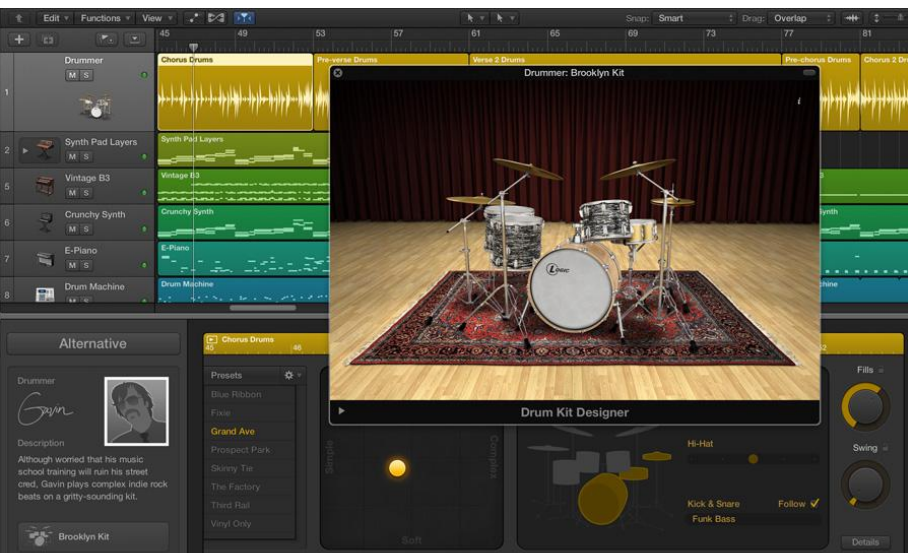 Edit Functions View Snap: Smart Drag: Overlap
45 49 53 57 61 65 69 73 77 81
1 Drummer
M S
Chorus Drums Pre-verse Drums Verse 2 Drums Pre-chorus Drums Chorus 2 Dr
Drummer: Brooklyn Kit
i
2 Synth Pad Layers
M S
Synth Pad Layers
5 Vintage B3
M S
Vintage B3
6 Crunchy Synth
M S
Crunchy Synth
7 E-Piano
M S
E-Piano
8 Drum Machine
M S
Drum Machine
Logic
Drum Kit Designer
Alternative
Drummer
Gavin
Description
Although worried that his music
school training will ruin his street
cred, Gavin plays complex indie rock
beats on a gritty-sounding kit.
Brooklyn Kit
Chorus Drums
45 46
Presets
Blue Ribbon
Fixie
Grand Ave
Prospect Park
Skinny Tie
The Factory
Third Rail
Vinyl Only
Simple
Complex
Soft
Hi-Hat
Kick & Snare Follow
Funk Bass
Fills
Swing
Details